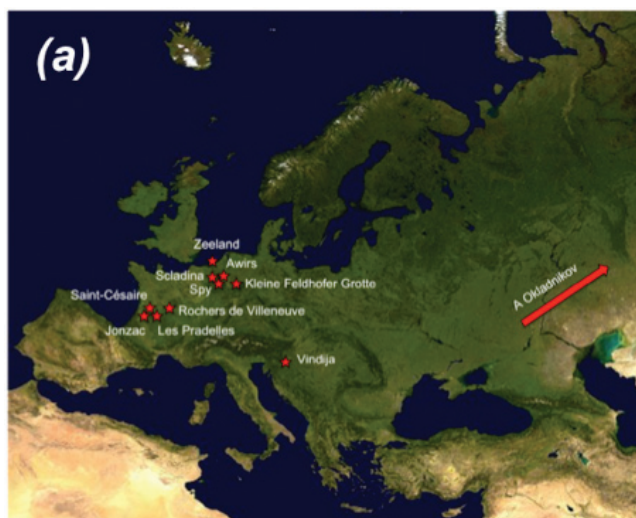 (a)
Zeeland
Awirs
Scladina
Spy
Kleine Feldhofer Grotte
Saint-Césaire
Rochers de Villeneuve
Jonzac
Les Pradelles
Vindija
A Okladnikov